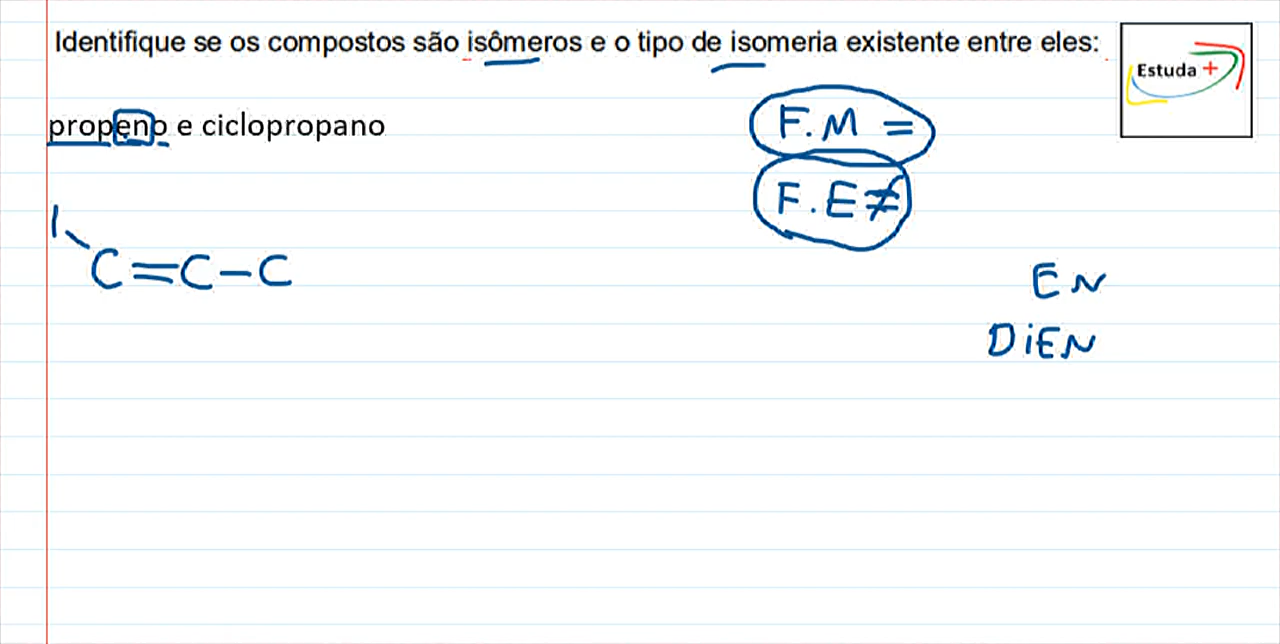 Identifique se os compostos são isômeros e o tipo de isomeria existente entre eles:
Estuda +
propeno e ciclopropano
F.M =
F.E ≠
C=C-C
EN
DiEN